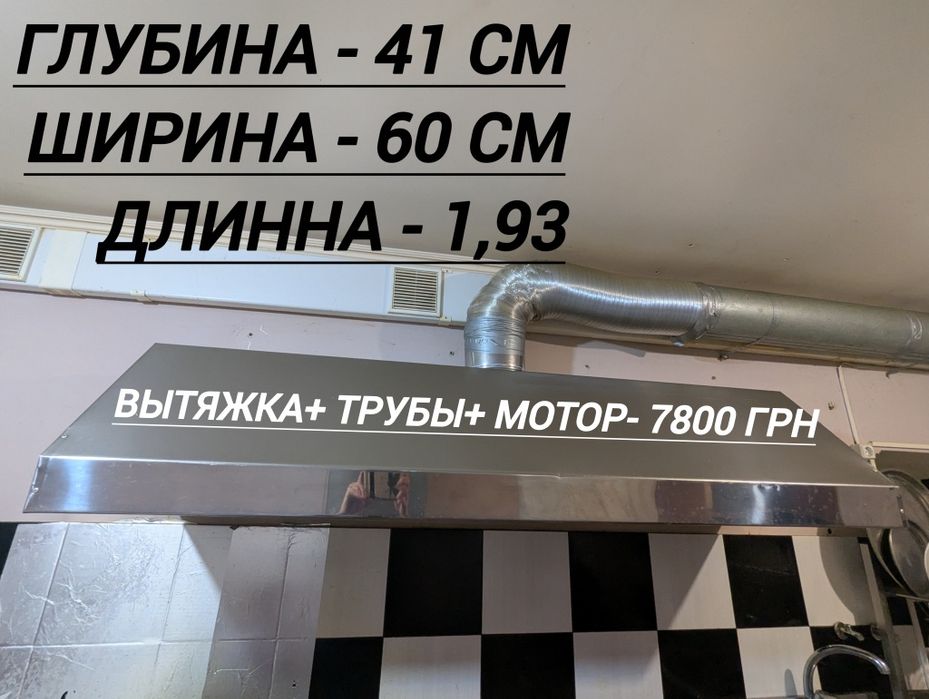 ГЛУБИНА - 41 СМ
ШИРИНА - 60 СМ
ДЛИННА - 1,93
ВЫТЯЖКА+ ТРУБЫ+ МОТОР- 7800 ГРН